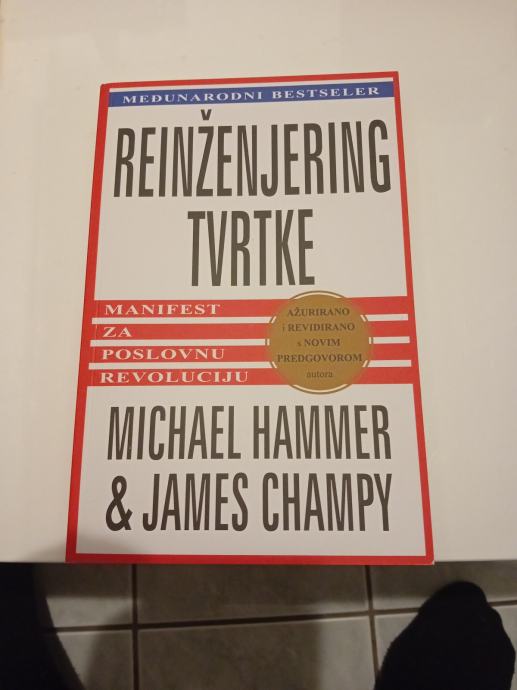 MEĐUNARODNI BESTSELER
REINŽENJERING
TVRTKE
MANIFEST
ZA
POSLOVNU
REVOLUCIJU
AŽURIRANO
i REVIDIRANO
s NOVIM
PREDGOVOROM
autora
MICHAEL HAMMER
& JAMES CHAMPY